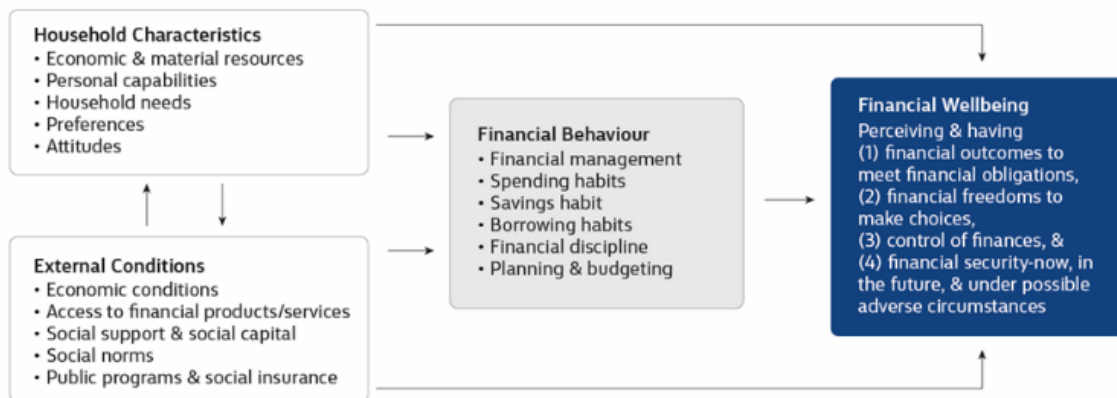 Household Characteristics
• Economic & material resources
• Personal capabilities
• Household needs
• Preferences
• Attitudes
External Conditions
• Economic conditions
• Access to financial products/services
• Social support & social capital
• Social norms
• Public programs & social insurance
Financial Behaviour
• Financial management
• Spending habits
• Savings habit
• Borrowing habits
• Financial discipline
• Planning & budgeting
Financial Wellbeing
Perceiving & having
(1) financial outcomes to
meet financial obligations,
(2) financial freedoms to
make choices,
(3) control of finances, &
(4) financial security-now, in
the future, & under possible
adverse circumstances